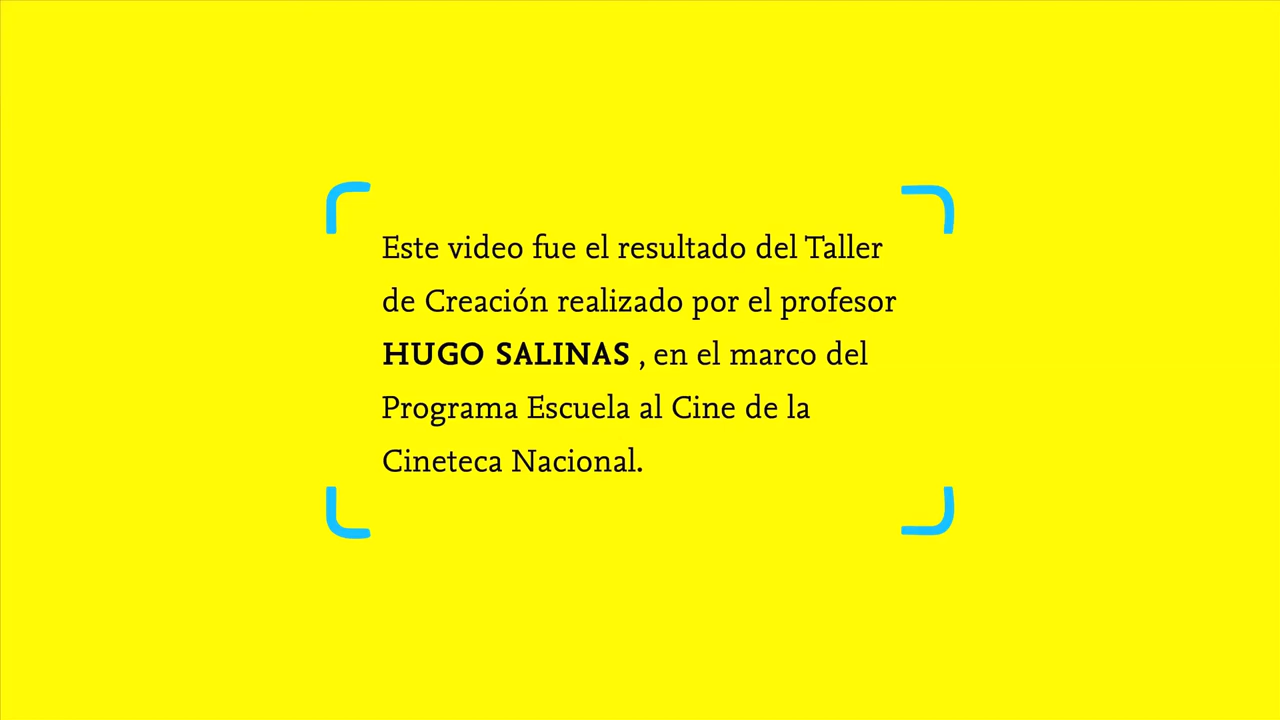 Este video fue el resultado del Taller
de Creación realizado por el profesor
HUGO SALINAS , en el marco del
Programa Escuela al Cine de la
Cineteca Nacional.